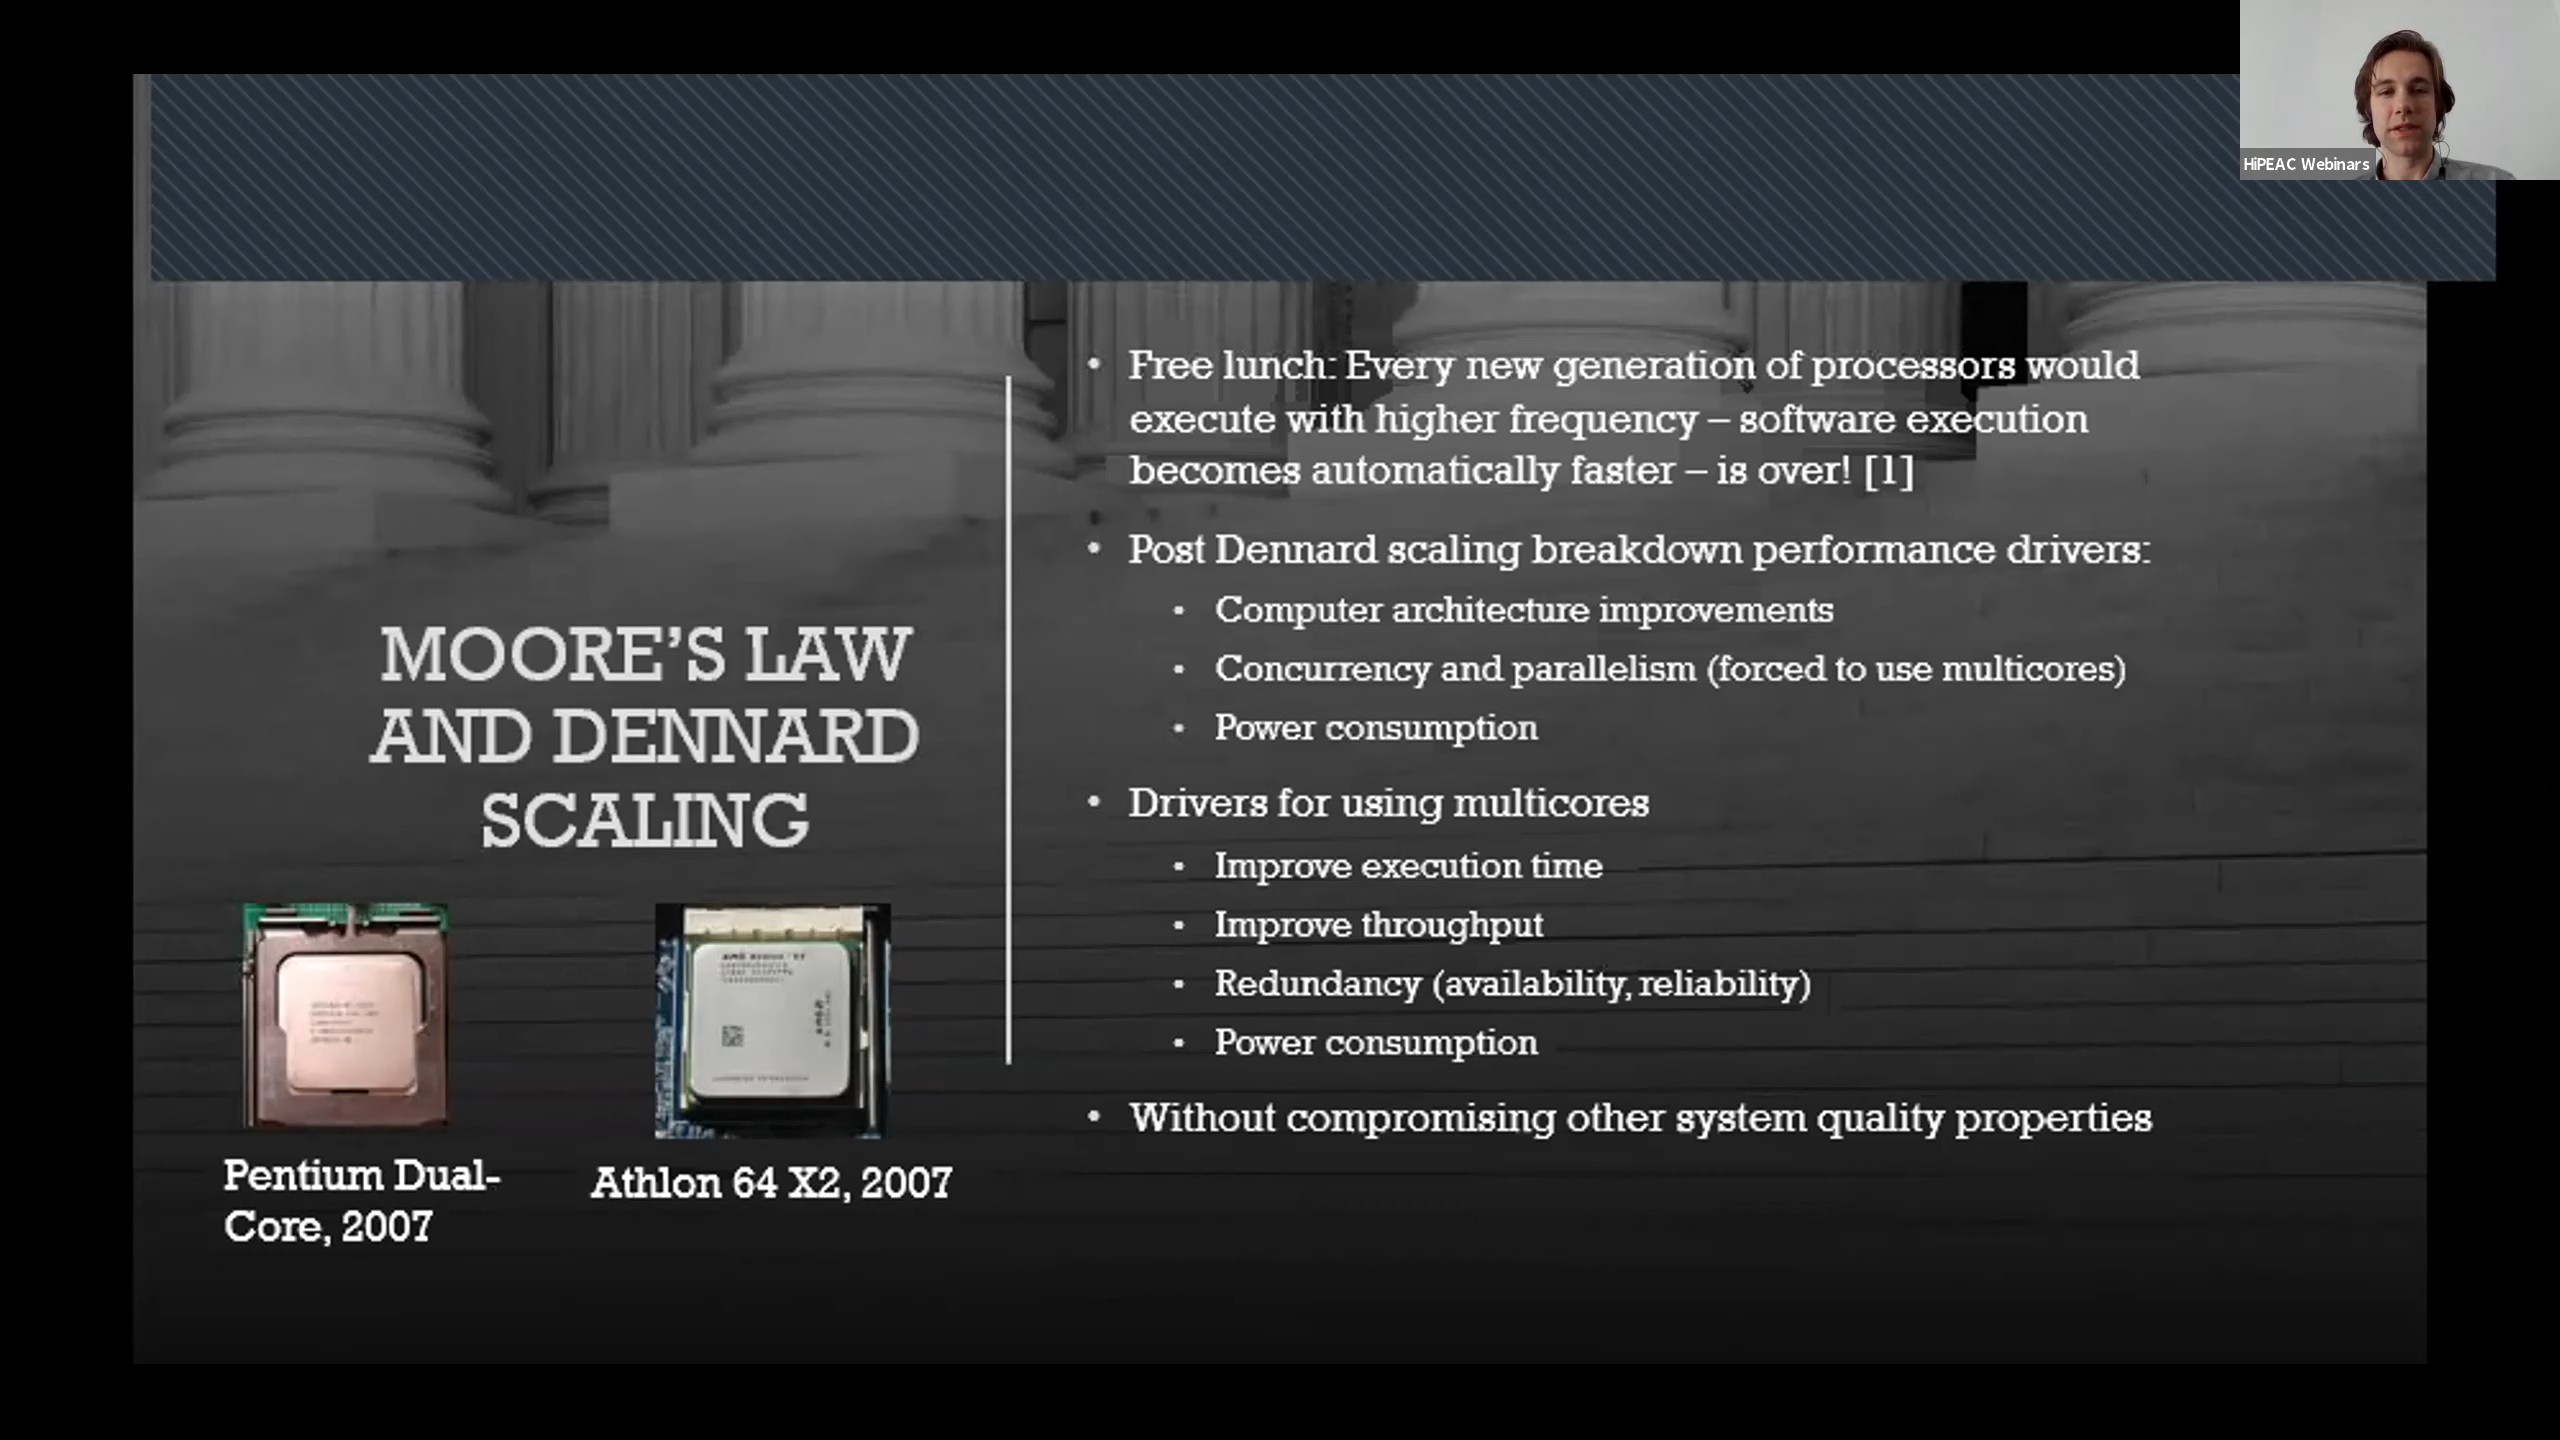 HiPEAC Webinars
MOORE'S LAW
AND DENNARD
SCALING
Pentium Dual-
Core, 2007
Athlon 64 X2, 2007
• Free lunch: Every new generation of processors would
execute with higher frequency – software execution
becomes automatically faster – is over! [1]
• Post Dennard scaling breakdown performance drivers:
• Computer architecture improvements
• Concurrency and parallelism (forced to use multicores)
• Power consumption
• Drivers for using multicores
• Improve execution time
• Improve throughput
• Redundancy (availability, reliability)
• Power consumption
• Without compromising other system quality properties